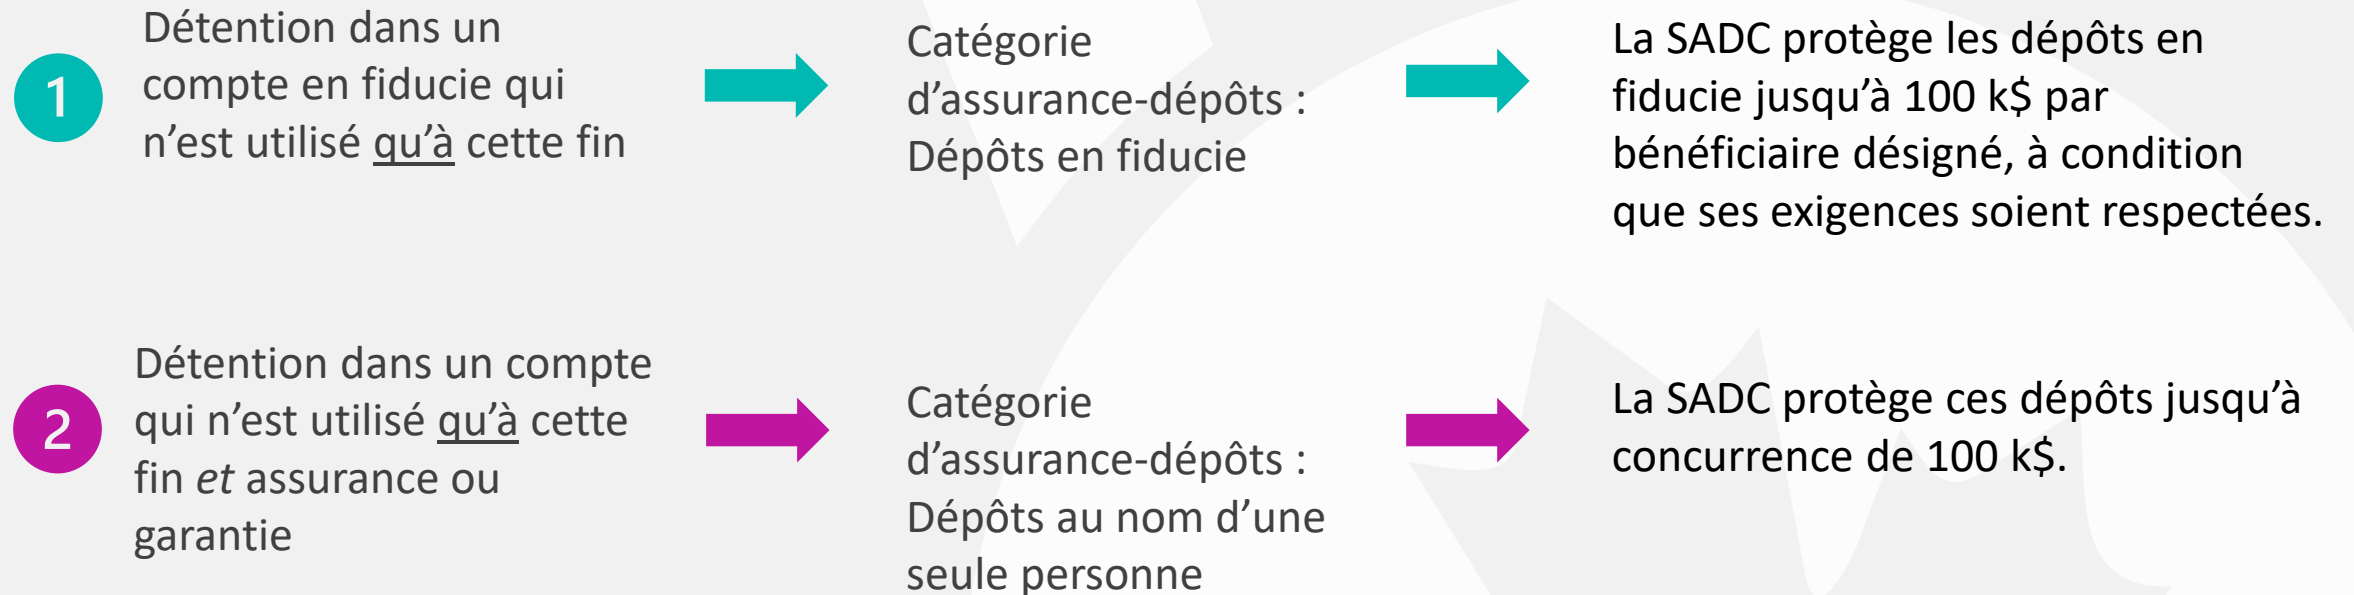 1
Détention dans un
compte en fiducie qui
n’est utilisé qu’à cette fin
Catégorie
d’assurance-dépôts :
Dépôts en fiducie
La SADC protège les dépôts en
fiducie jusqu’à 100 k$ par
bénéficiaire désigné, à condition
que ses exigences soient respectées.
2
Détention dans un compte
qui n’est utilisé qu’à cette
fin et assurance ou
garantie
Catégorie
d’assurance-dépôts :
Dépôts au nom d’une
seule personne
La SADC protège ces dépôts jusqu’à
concurrence de 100 k$.